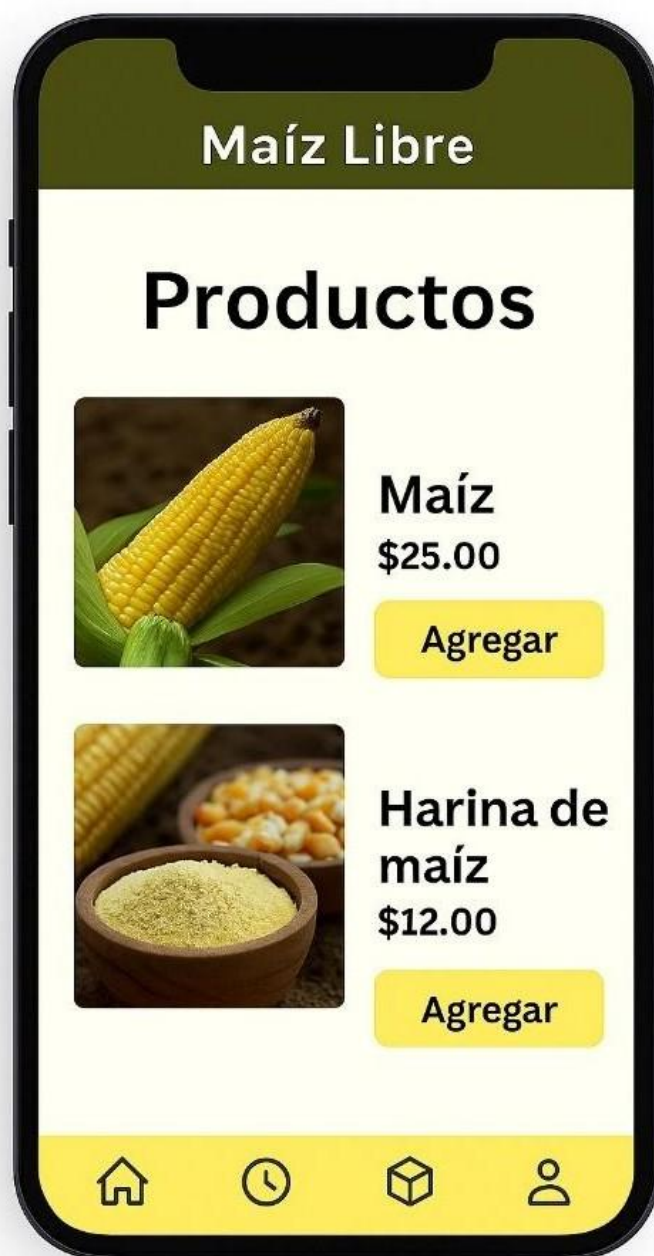 Maíz Libre
Productos
Maíz
$25.00
Agregar
Harina de
maíz
$12.00
Agregar